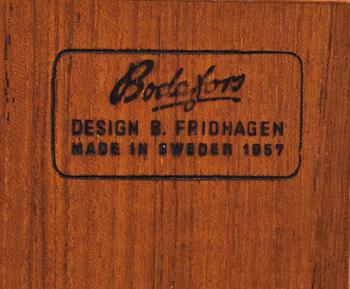 Bodafors
DESIGN B. FRIDHAGEN
MADE IN SWEDEN 1957